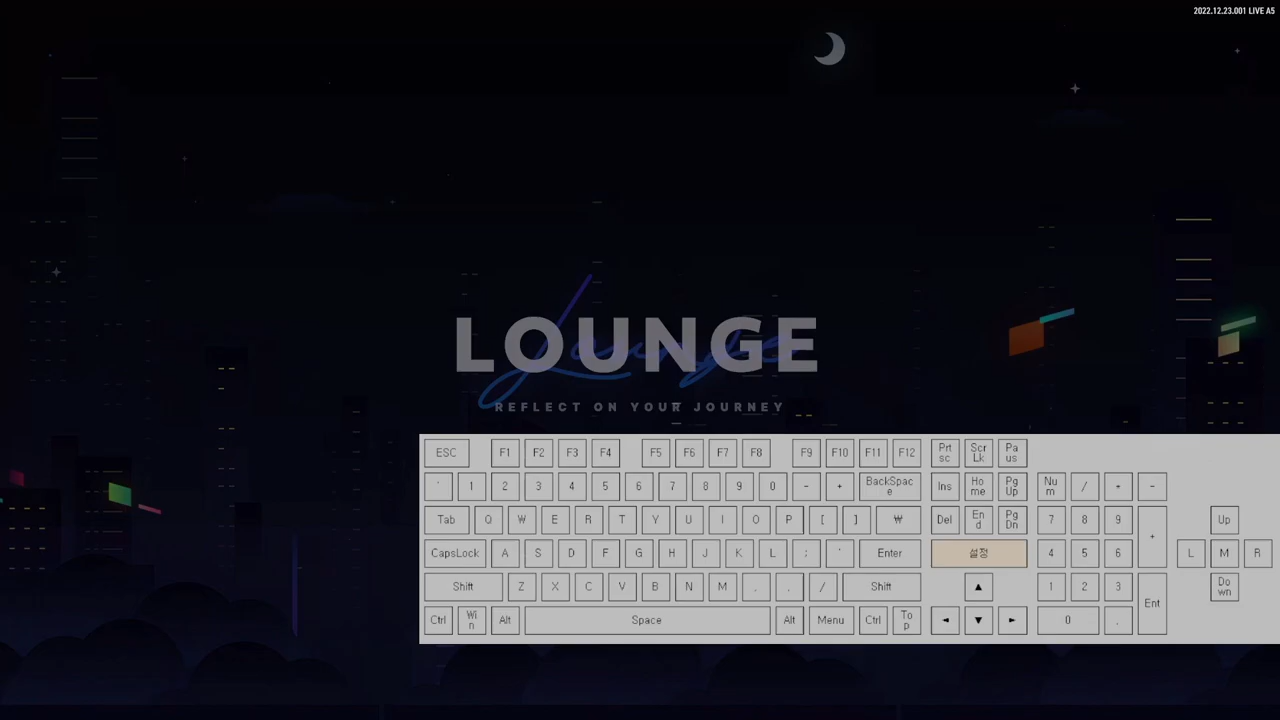 2022.12.23.001 LIVE A5
LOUNGE
Lounge
REFLECT ON YOUR JOURNEY
ESC F1 F2 F3 F4 F5 F6 F7 F8 F9 F10 F11 F12 Prt sc Scr Lk Pa us
` 1 2 3 4 5 6 7 8 9 0 - + BackSpac e Ins Ho me Pg Up Nu m / + -
Tab Q W E R T Y U I O P [ ] ₩ Del En d Pg Dn 7 8 9 + Up
CapsLock A S D F G H J K L ; ' Enter 설정 4 5 6 L M R
Shift Z X C V B N M , . / Shift ▲ 1 2 3 Ent Do wn
Ctrl Wi n Alt Space Alt Menu Ctrl To p ◄ ▼ ► 0 .